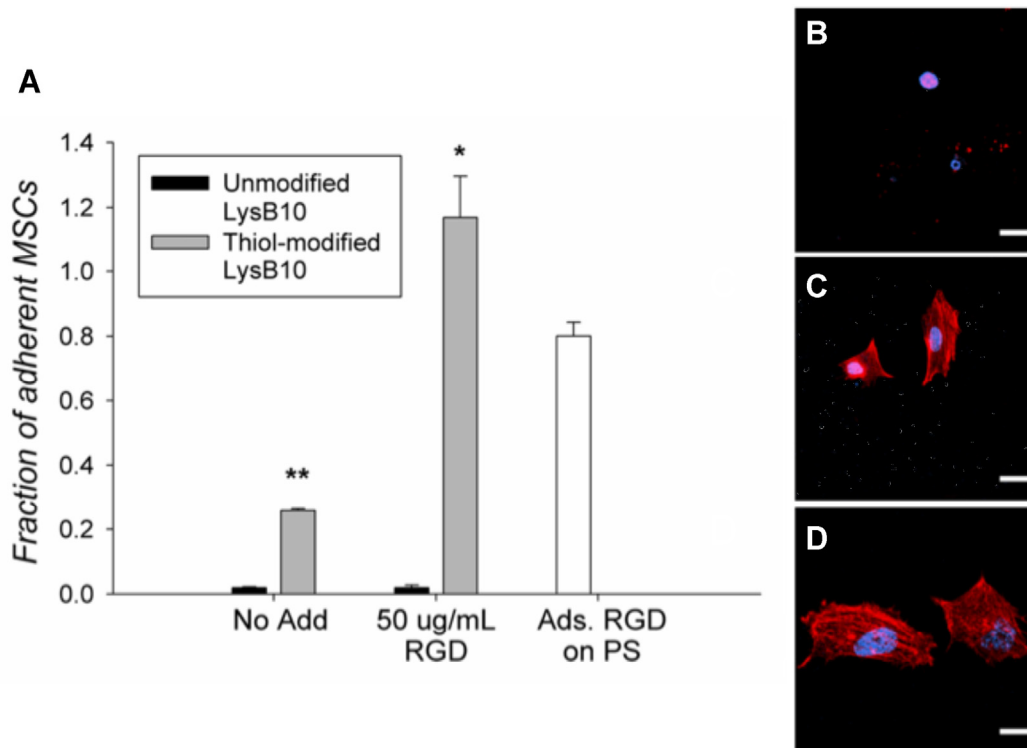 A
Fraction of adherent MSCs
1.4
1.2
1.0
0.8
0.6
0.4
0.2
0.0
Unmodified
LysB10
Thiol-modified
LysB10
**
*
No Add
50 ug/mL
RGD
Ads. RGD
on PS
B
C
D